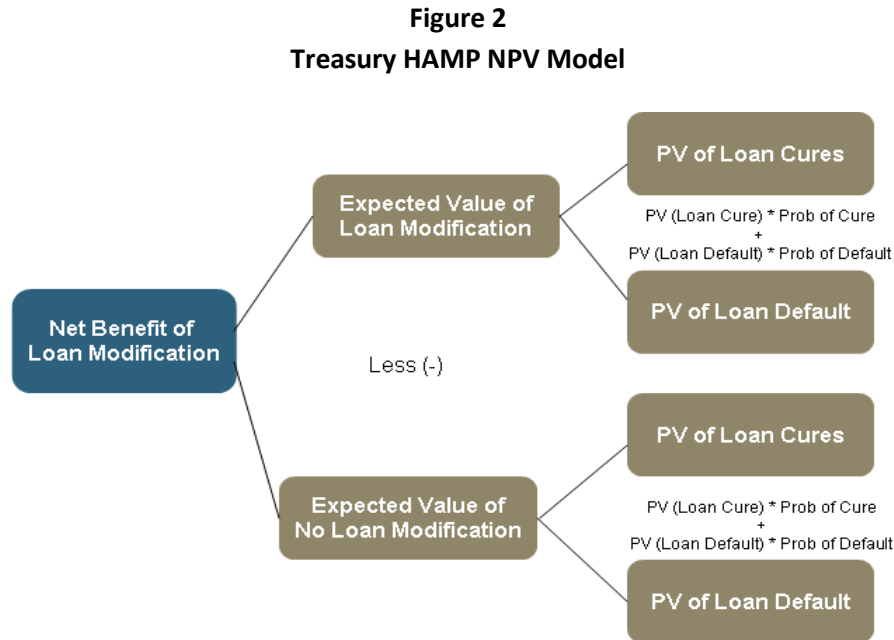 Figure 2
Treasury HAMP NPV Model
PV of Loan Cures
Expected Value of
Loan Modification
PV (Loan Cure) * Prob of Cure
+
PV (Loan Default) * Prob of Default
PV of Loan Default
Net Benefit of
Loan Modification
Less (-)
PV of Loan Cures
Expected Value of
No Loan Modification
PV (Loan Cure) * Prob of Cure
+
PV (Loan Default) * Prob of Default
PV of Loan Default